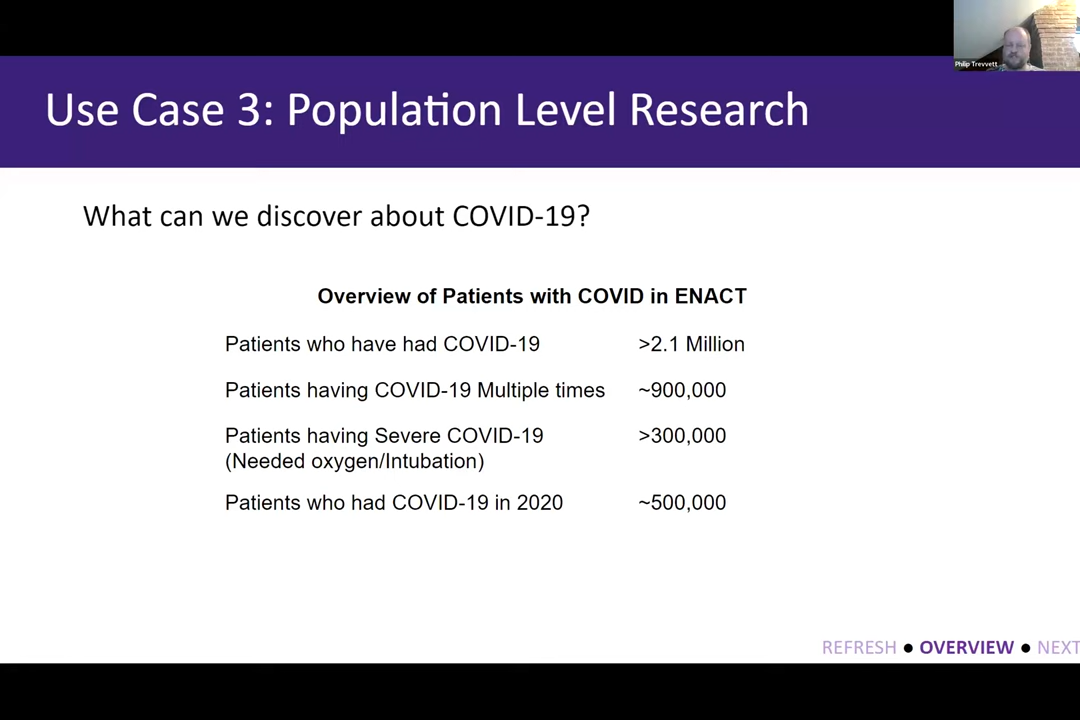 Philip Trevvett
Use Case 3: Population Level Research
What can we discover about COVID-19?
Overview of Patients with COVID in ENACT
Patients who have had COVID-19 >2.1 Million
Patients having COVID-19 Multiple times ~900,000
Patients having Severe COVID-19 >300,000
(Needed oxygen/Intubation)
Patients who had COVID-19 in 2020 ~500,000
REFRESH ● OVERVIEW ● NEXT